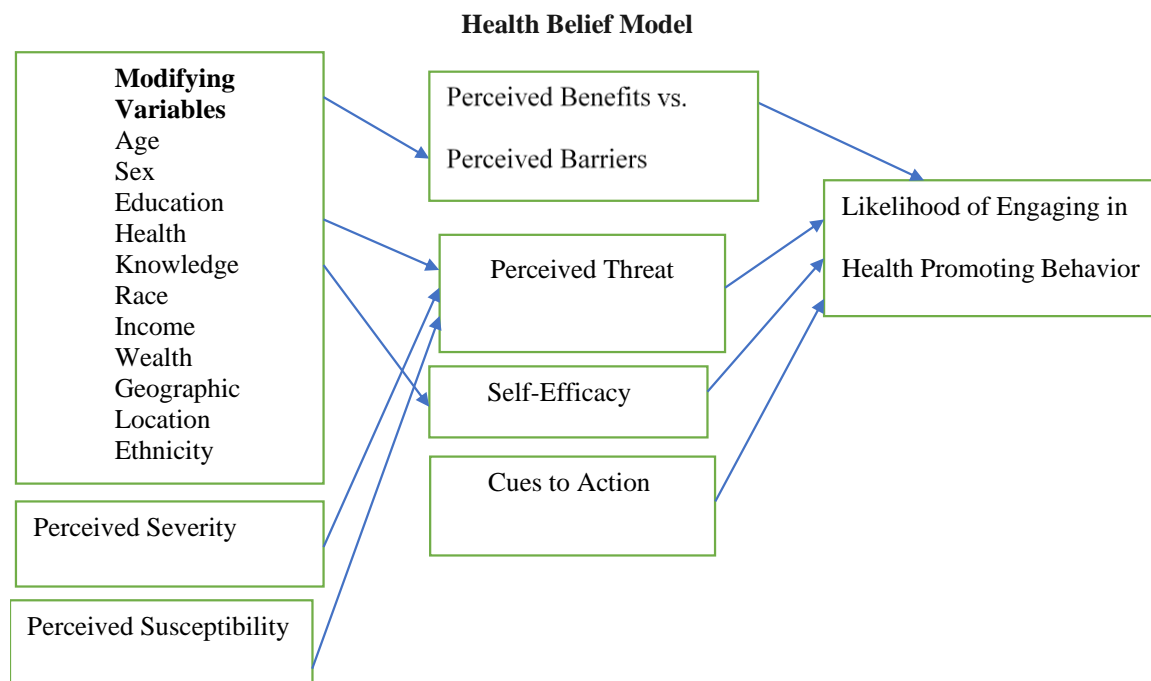 Health Belief Model
Modifying
Variables
Age
Sex
Education
Health
Knowledge
Race
Income
Wealth
Geographic
Location
Ethnicity
Perceived Severity
Perceived Susceptibility
Perceived Benefits vs.
Perceived Barriers
Perceived Threat
Self-Efficacy
Cues to Action
Likelihood of Engaging in
Health Promoting Behavior